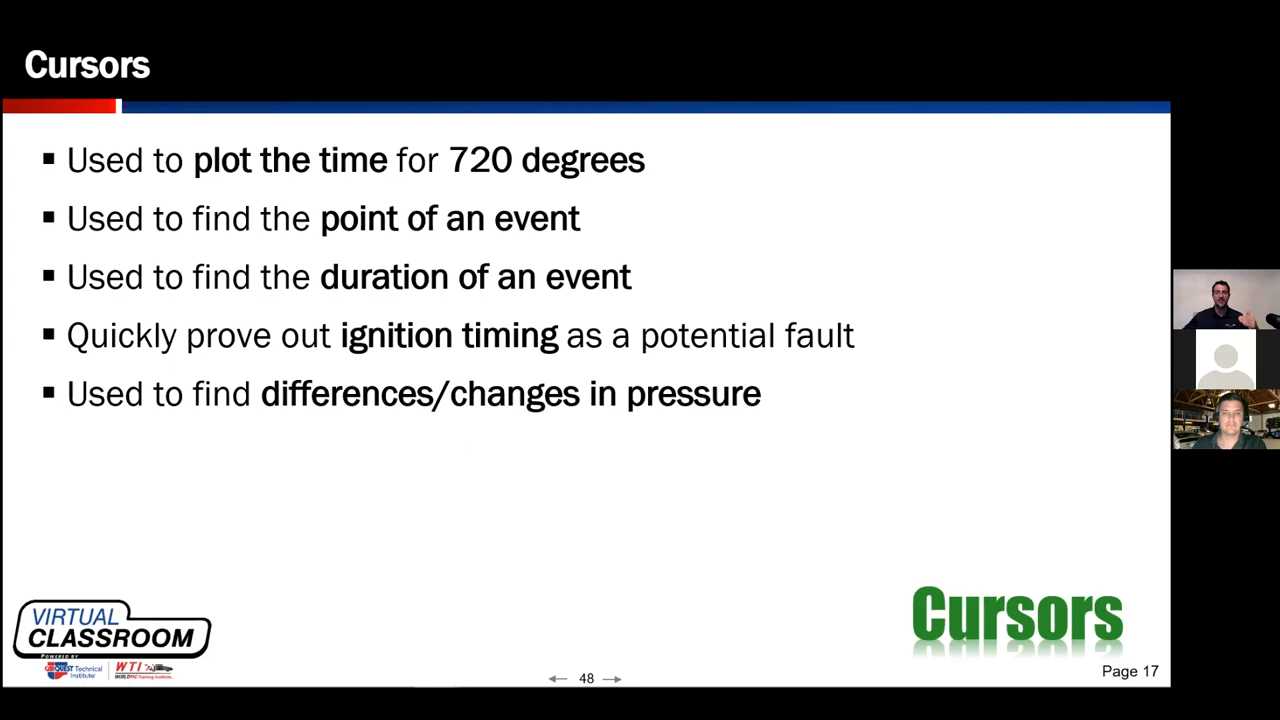 Cursors
▪ Used to plot the time for 720 degrees
▪ Used to find the point of an event
▪ Used to find the duration of an event
▪ Quickly prove out ignition timing as a potential fault
▪ Used to find differences/changes in pressure
Cursors
VIRTUAL
CLASSROOM
POWERED BY
CARQUEST Technical
Institute
WTI
WORLDPAC Training Institute
48
Page 17